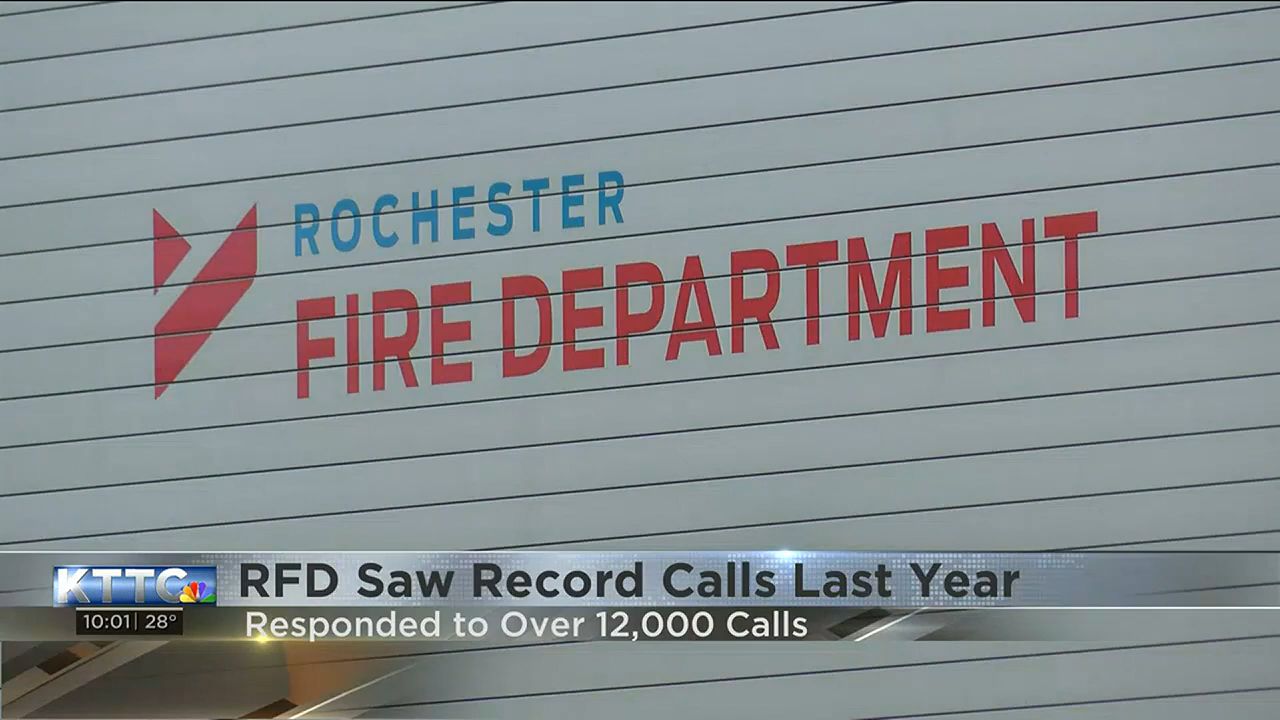 ROCHESTER
FIRE DEPARTMENT
KTTC
RFD Saw Record Calls Last Year
10:01 | 28°
Responded to Over 12,000 Calls